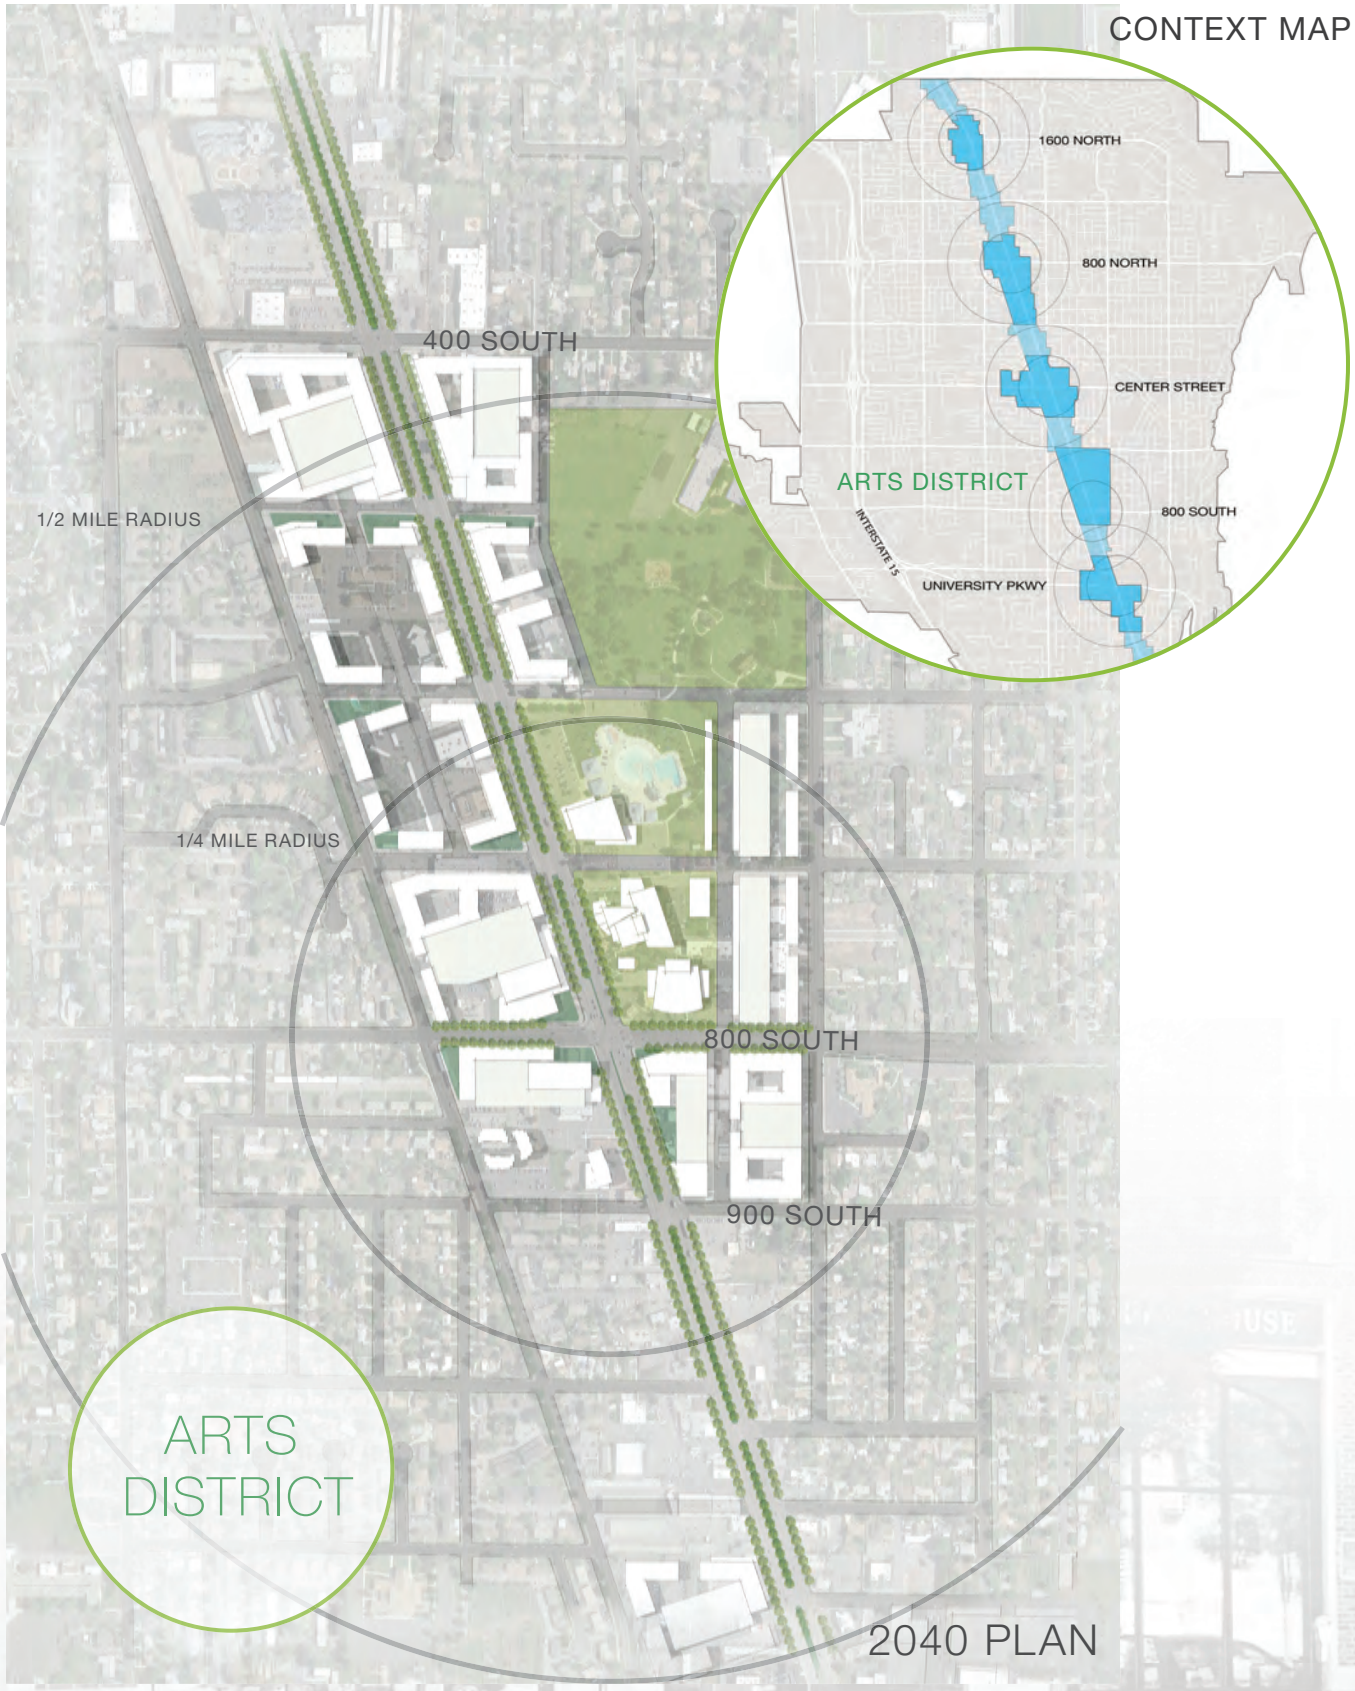 CONTEXT MAP
1600 NORTH
800 NORTH
CENTER STREET
ARTS DISTRICT
800 SOUTH
INTERSTATE 15
UNIVERSITY PKWY
400 SOUTH
1/2 MILE RADIUS
1/4 MILE RADIUS
800 SOUTH
900 SOUTH
USE
ARTS
DISTRICT
2040 PLAN